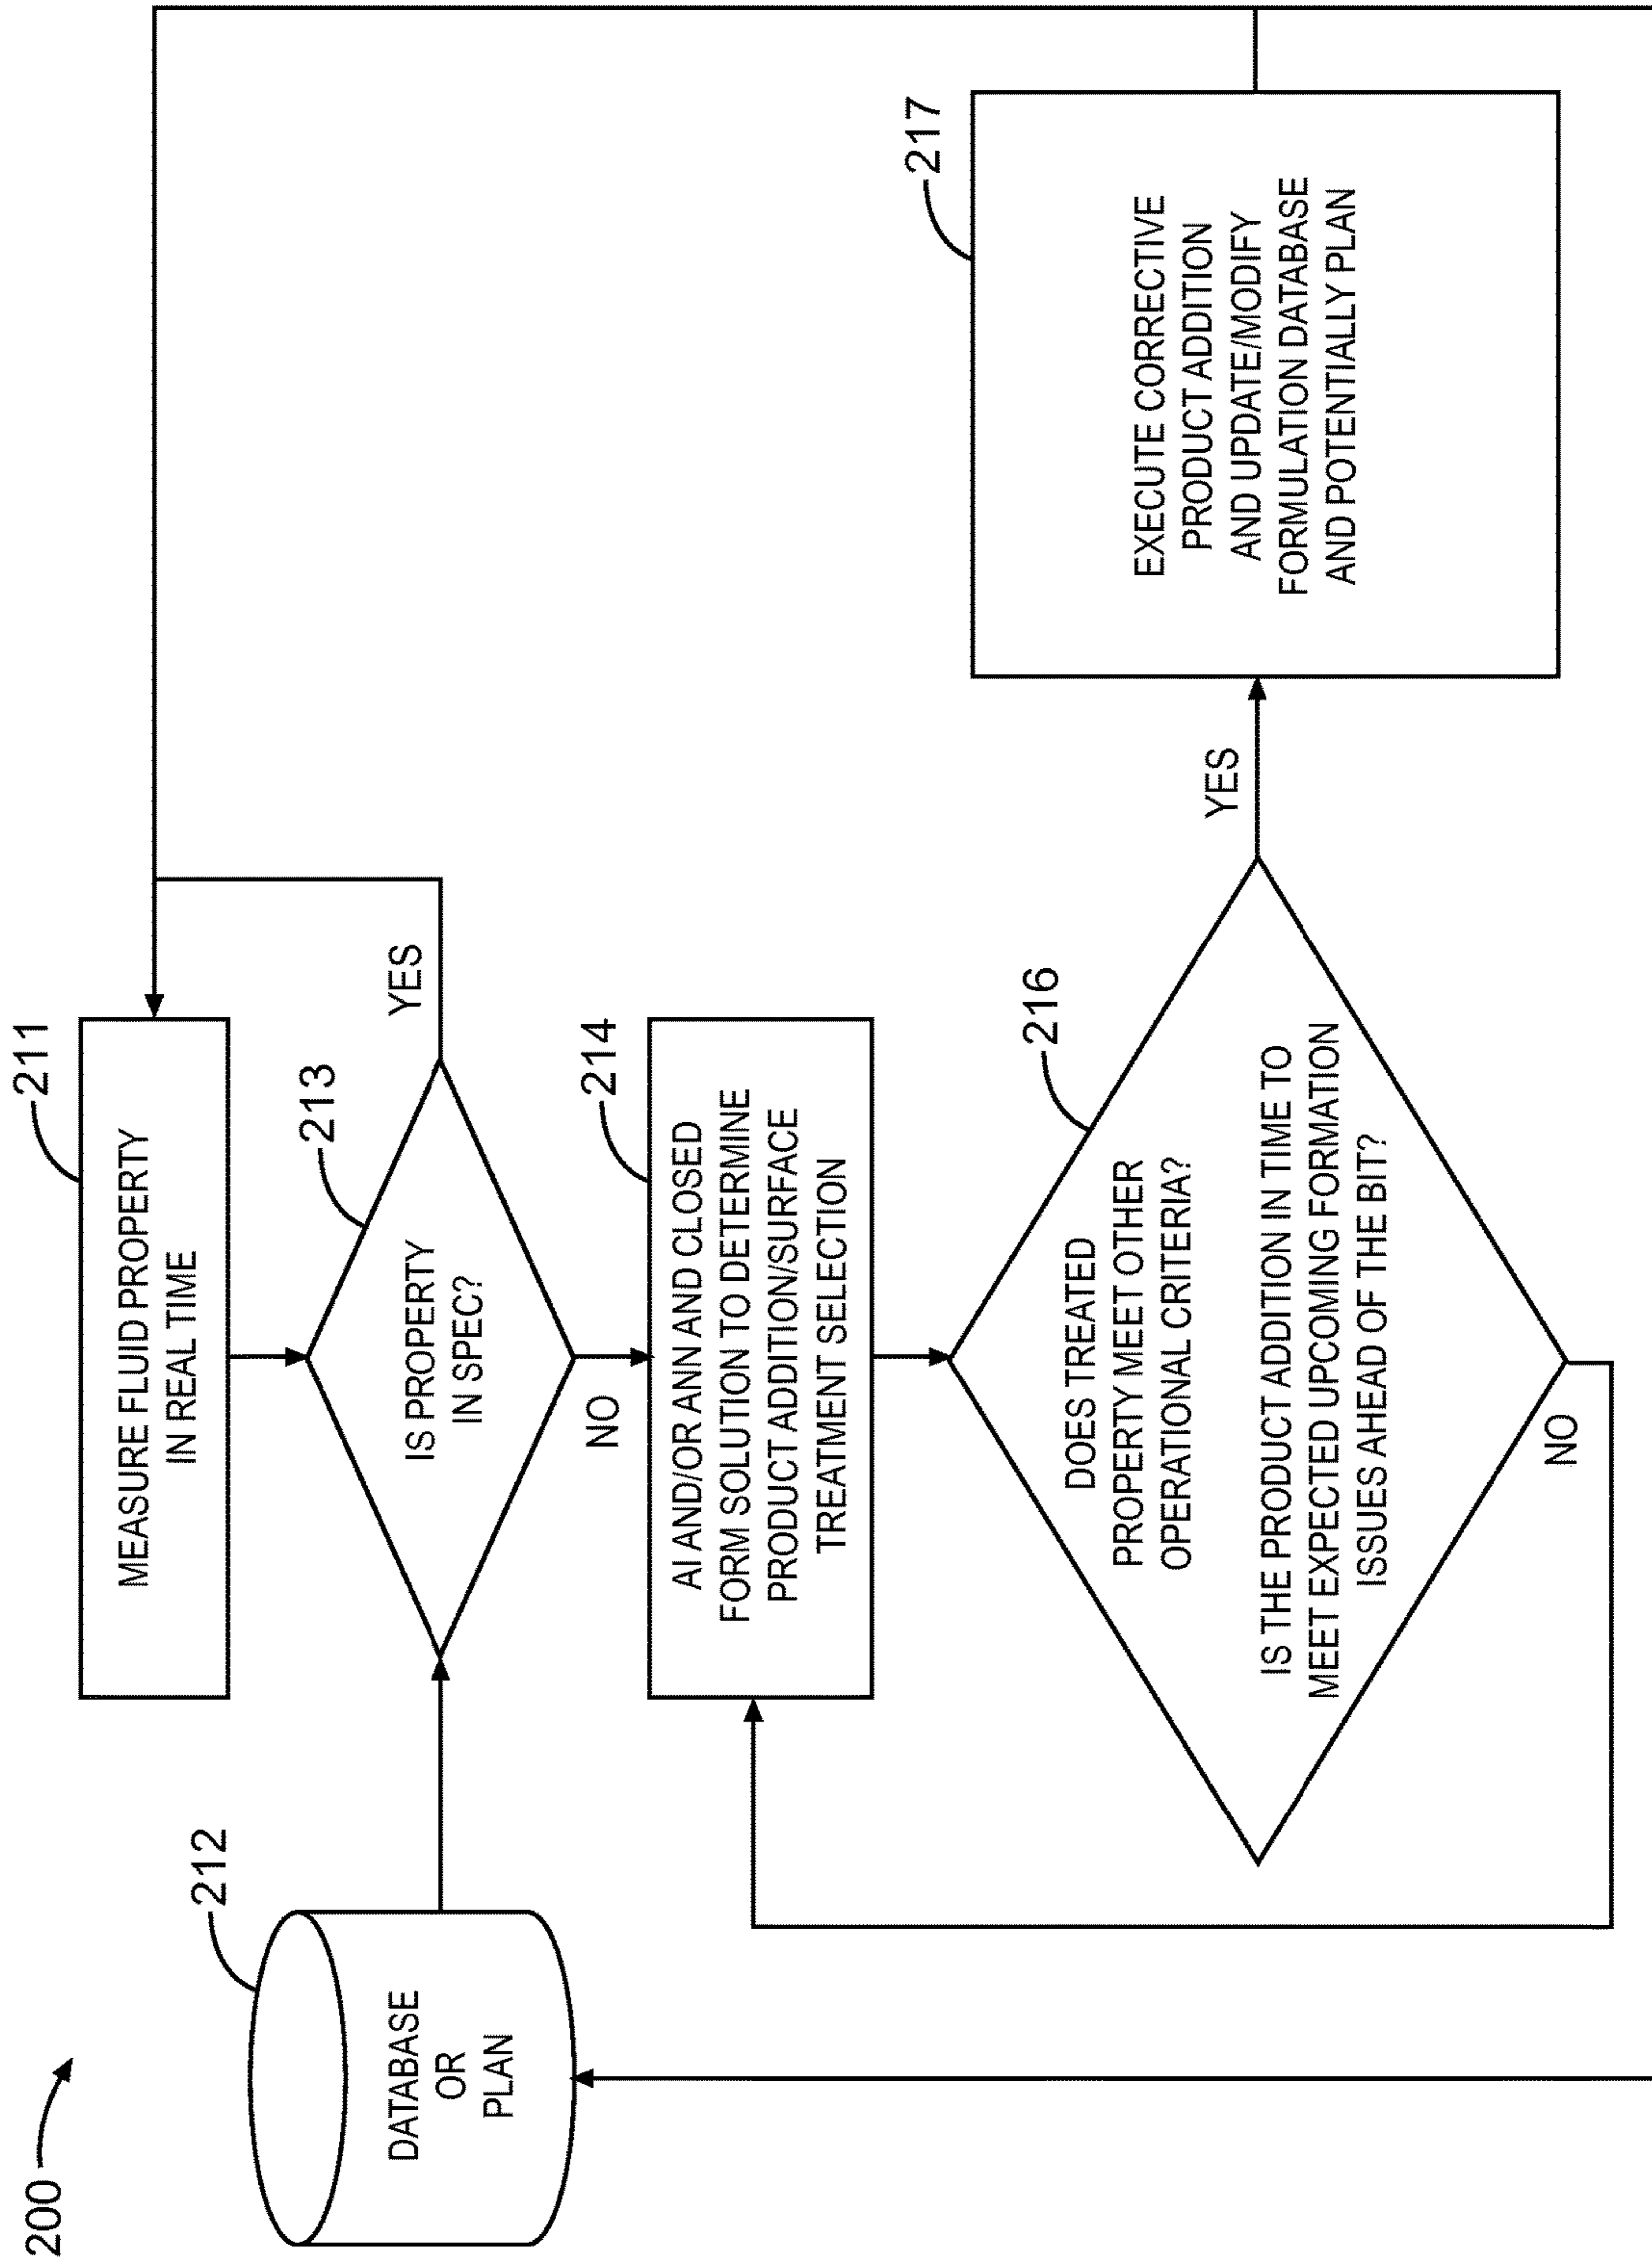 200
211
MEASURE FLUID PROPERTY
IN REAL TIME
212
DATABASE
OR
PLAN
213
IS PROPERTY
IN SPEC?
YES
NO
214
AI AND/OR ANN AND CLOSED
FORM SOLUTION TO DETERMINE
PRODUCT ADDITION/SURFACE
TREATMENT SELECTION
216
DOES TREATED
PROPERTY MEET OTHER
OPERATIONAL CRITERIA?
IS THE PRODUCT ADDITION IN TIME TO
MEET EXPECTED UPCOMING FORMATION
ISSUES AHEAD OF THE BIT?
YES
NO
217
EXECUTE CORRECTIVE
PRODUCT ADDITION
AND UPDATE/MODIFY
FORMULATION DATABASE
AND POTENTIALLY PLAN